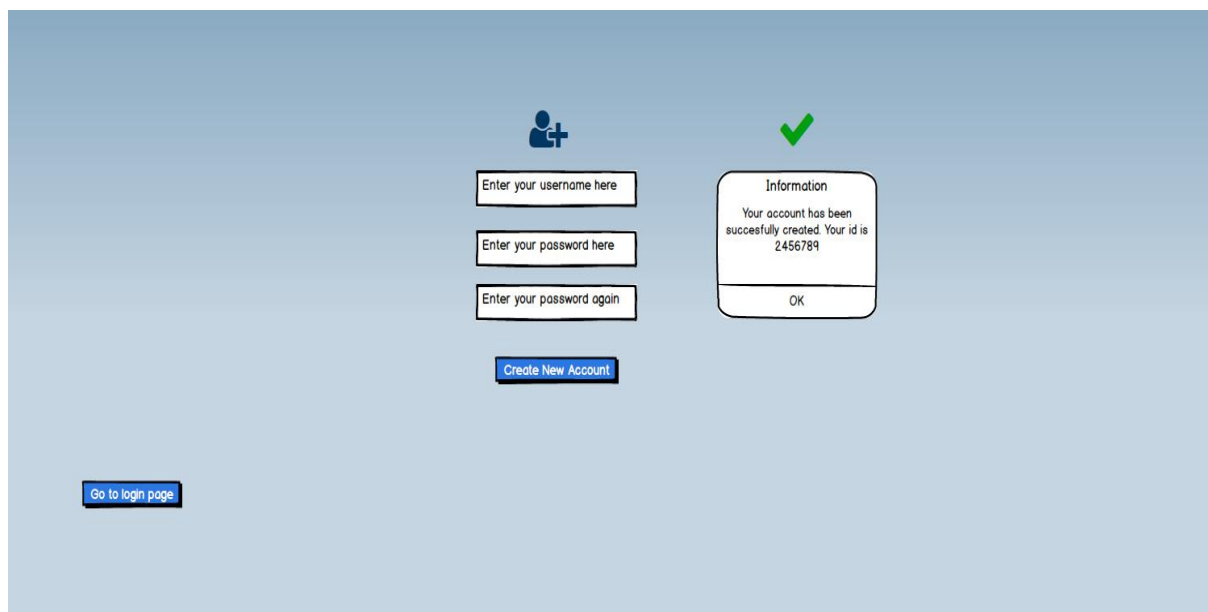 Enter your username here
Enter your password here
Enter your password again
Create New Account
Information
Your account has been
succesfully created. Your id is
2456789
OK
Go to login page